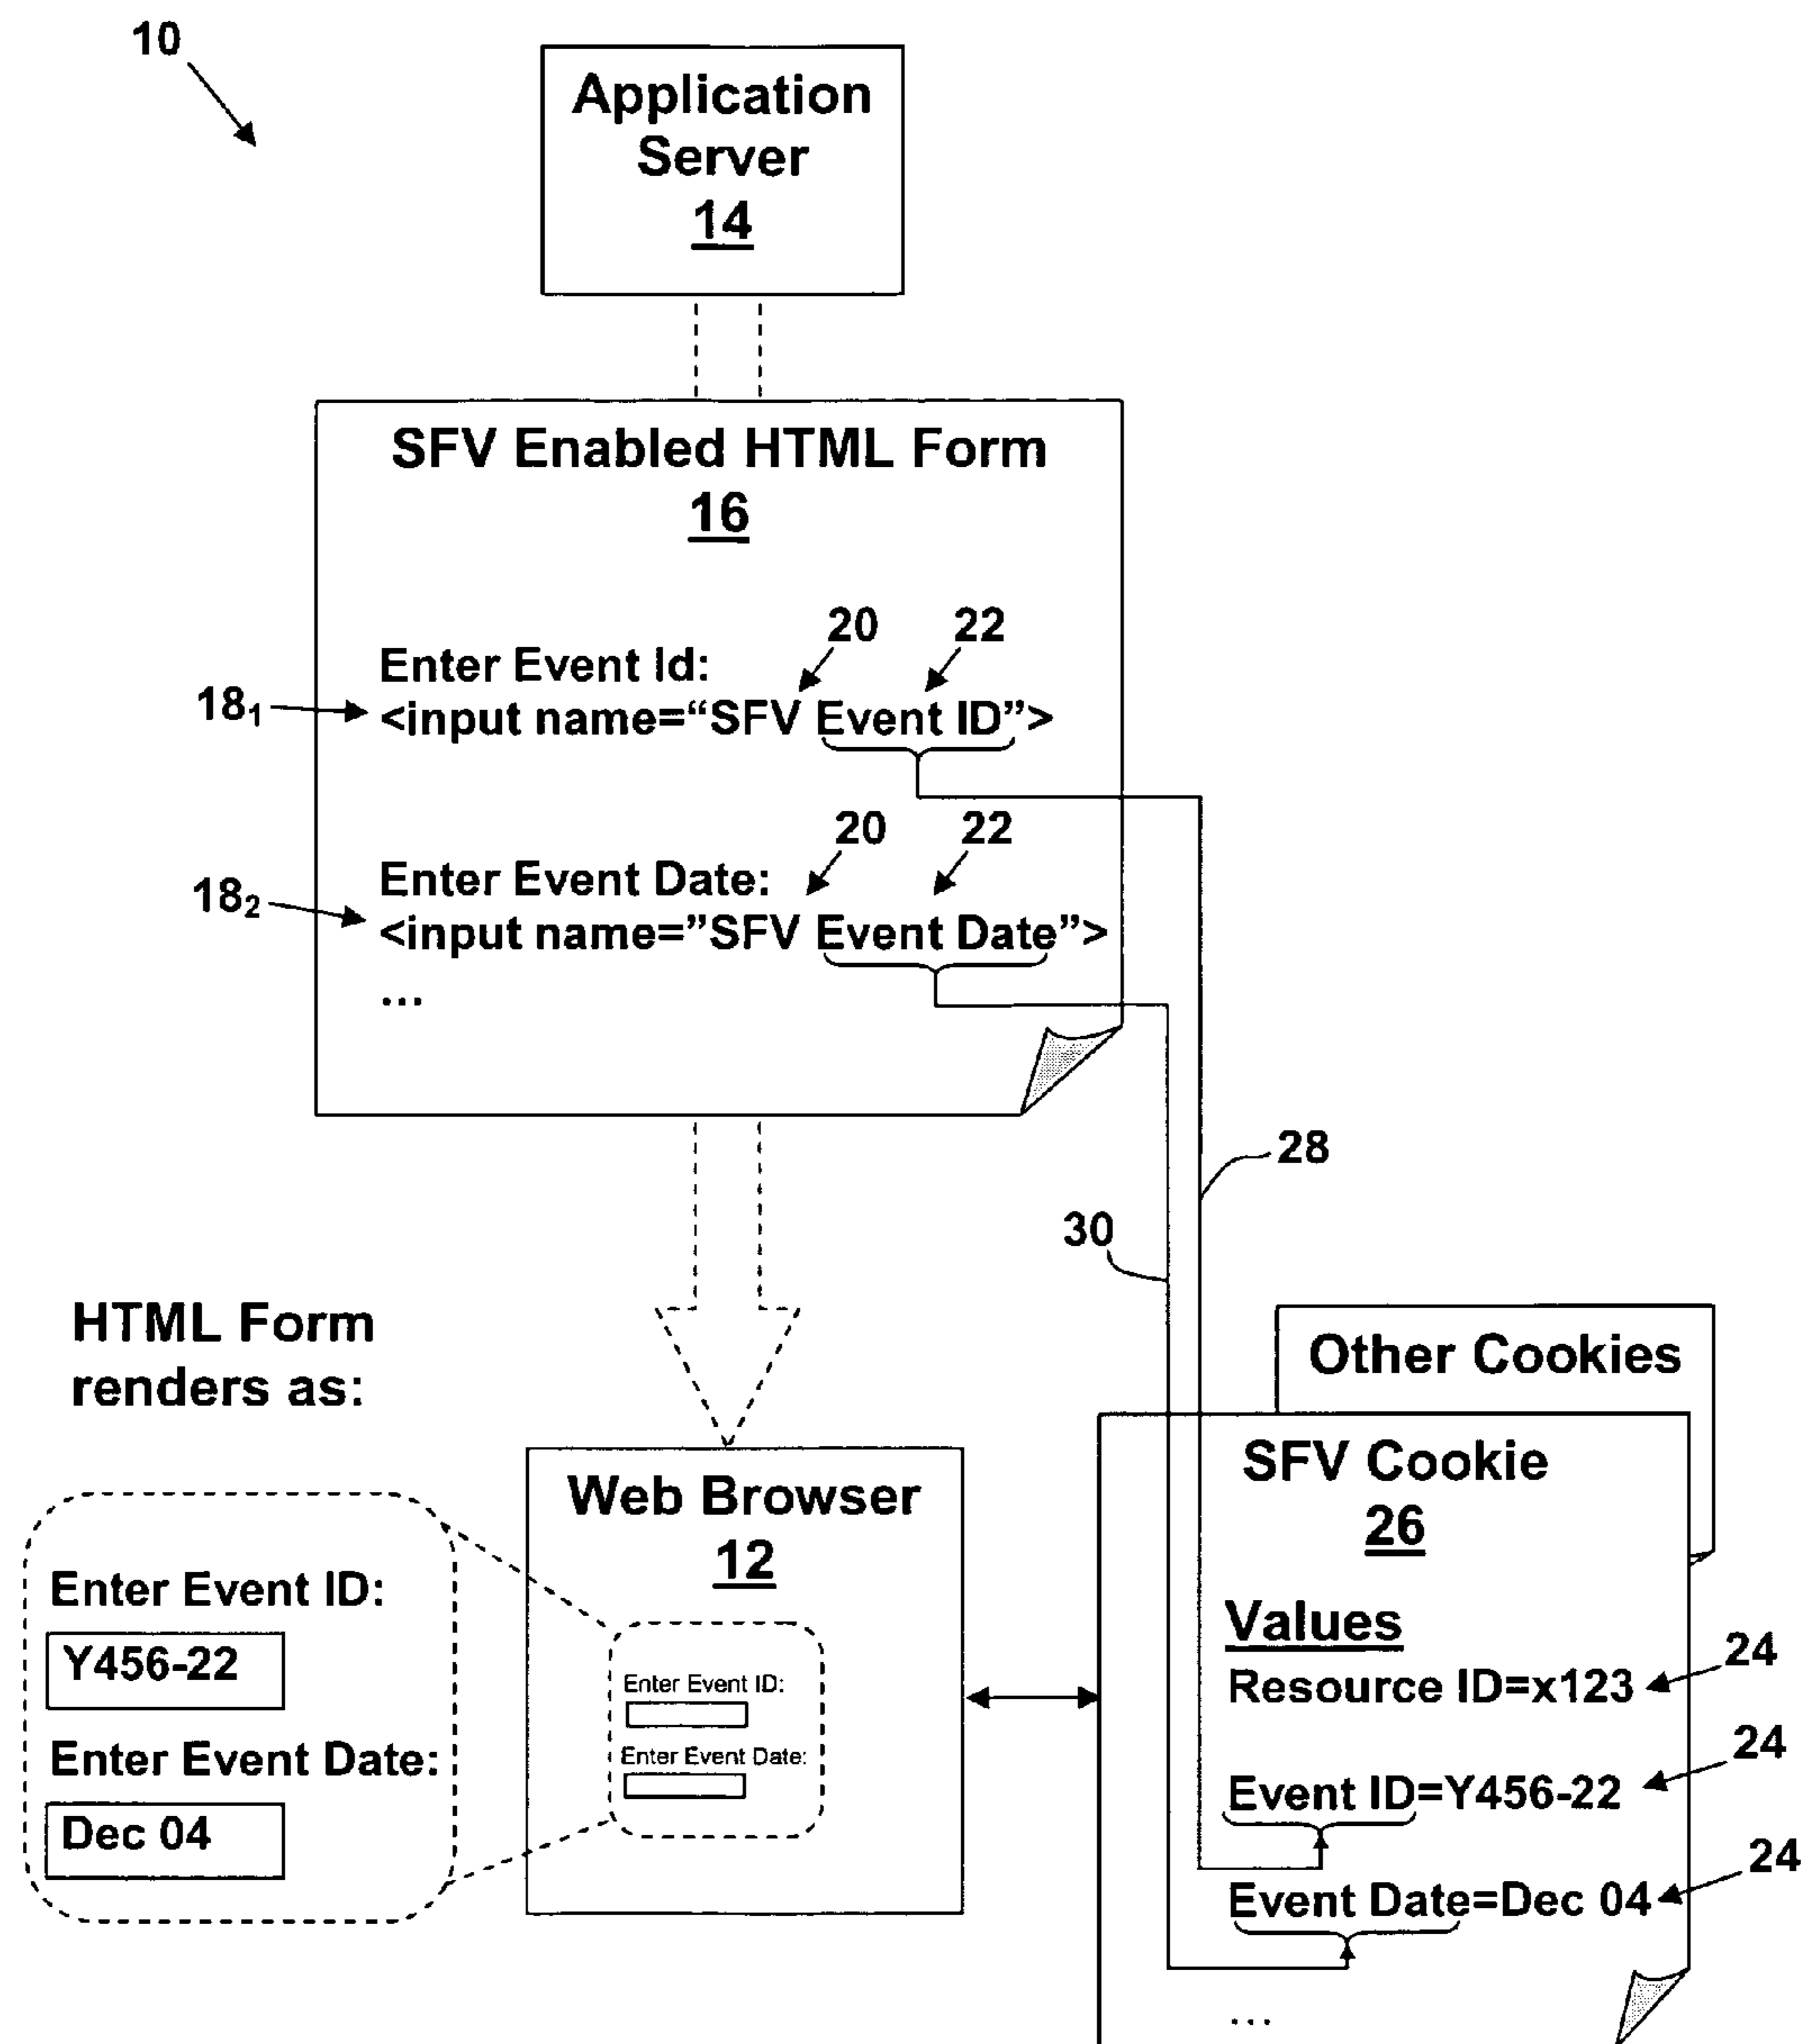 10
Application
Server
14
SFV Enabled HTML Form
16
20 22
Enter Event Id:
18₁
<input name=“SFV Event ID”>
20 22
Enter Event Date:
18₂
<input name=”SFV Event Date”>
...
28
30
HTML Form
renders as:
Other Cookies
SFV Cookie
26
Web Browser
12
Enter Event ID:
Y456-22
Enter Event Date:
Dec 04
Enter Event ID:
Enter Event Date:
Values
Resource ID=x123
24
Event ID=Y456-22
24
Event Date=Dec 04
24
...